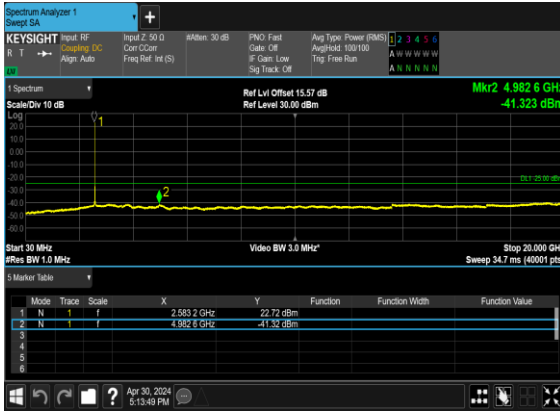 Spectrum Analyzer 1
Swept SA
+
KEYSIGHT Input: RF Input Z: 50 Ω #Atten: 30 dB PNO: Fast Avg Type: Power (RMS) 1 2 3 4 5 6
R T Coupling: DC Corr CCorr Gate: Off Avg|Hold: 100/100 A W W W W W
Align: Auto Freq Ref: Int (S) IF Gain: Low Trig: Free Run
Sig Track: Off A N N N N N
1 Spectrum Ref Lvl Offset 15.57 dB Mkr2 4.982 6 GHz
Scale/Div 10 dB Ref Level 30.00 dBm -41.323 dBm
Log
20.0
10.0
0.00
-10.0
-20.0
-30.0
-40.0
-50.0
-60.0
1
2
DL1 -25.00 dBm
Start 30 MHz Video BW 3.0 MHz* Stop 20.000 GHz
#Res BW 1.0 MHz Sweep 34.7 ms (40001 pts)
5 Marker Table
Mode Trace Scale X Y Function Function Width Function Value
1 N 1 f 2.583 2 GHz 22.72 dBm
2 N 1 f 4.982 6 GHz -41.32 dBm
3
4
5
6
? Apr 30, 2024
5:13:49 PM